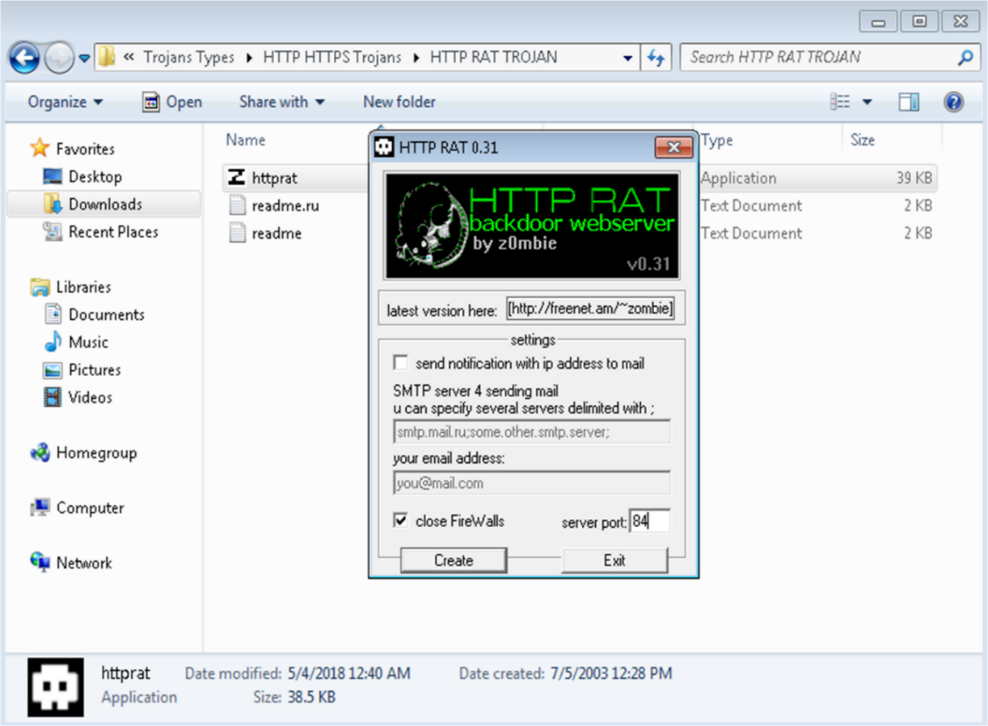 « Trojans Types ▸ HTTP HTTPS Trojans ▸ HTTP RAT TROJAN
Search HTTP RAT TROJAN
Organize ▾ Open Share with ▾ New folder
Favorites
Desktop
Downloads
Recent Places
Libraries
Documents
Music
Pictures
Videos
Homegroup
Computer
Network
Name Type Size
httprat Application 39 KB
readme.ru Text Document 2 KB
readme Text Document 2 KB
HTTP RAT 0.31
HTTP RAT
backdoor webserver
by z0mbie
v0.31
latest version here: [http://freenet.am/~zombie]
settings
send notification with ip address to mail
SMTP server 4 sending mail
u can specify several servers delimited with ;
smtp.mail.ru;some.other.smtp.server;
your email address:
you@mail.com
close FireWalls server port: 84
Create Exit
httprat Date modified: 5/4/2018 12:40 AM Date created: 7/5/2003 12:28 PM
Application Size: 38.5 KB